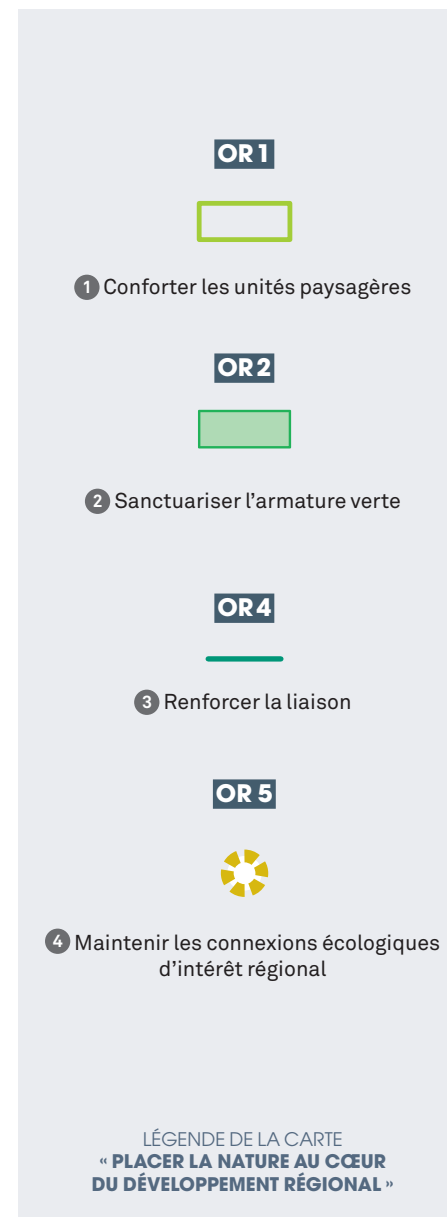 OR 1
1 Conforter les unités paysagères
OR 2
2 Sanctuariser l’armature verte
OR 4
3 Renforcer la liaison
OR 5
4 Maintenir les connexions écologiques
d’intérêt régional
LÉGENDE DE LA CARTE
« PLACER LA NATURE AU CŒUR
DU DÉVELOPPEMENT RÉGIONAL »